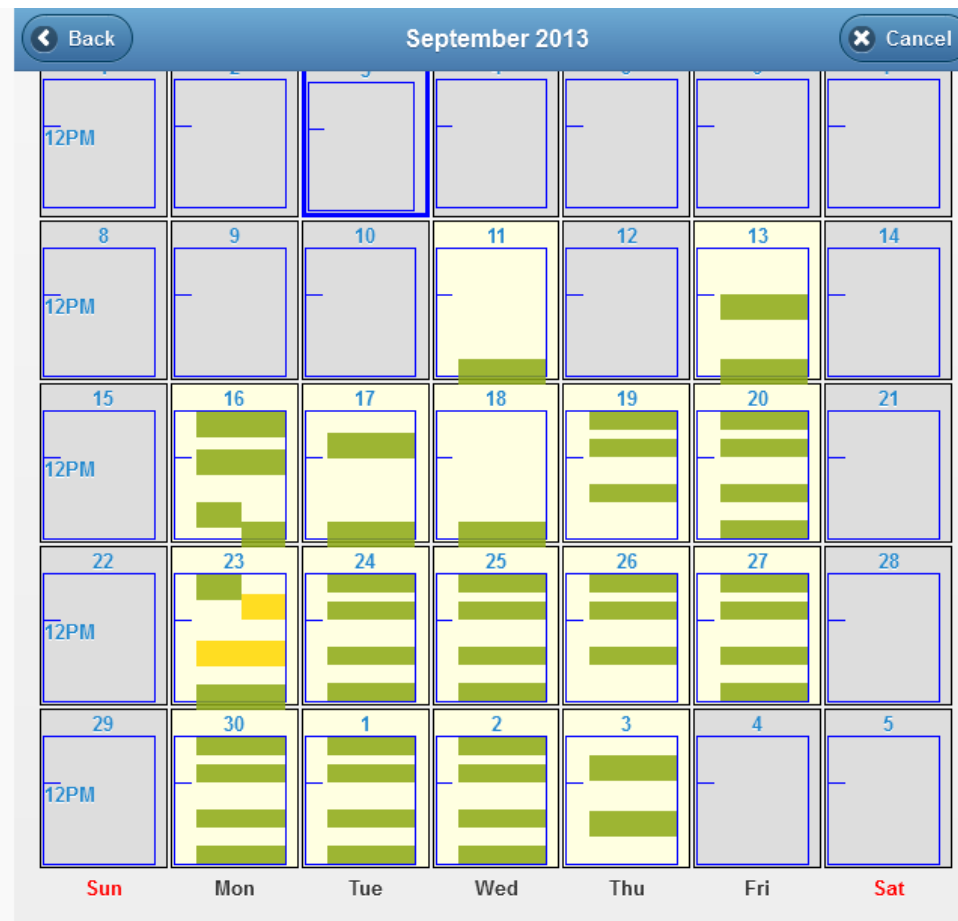 Back September 2013 Cancel
12PM
8 9 10 11 12 13 14
12PM
15 16 17 18 19 20 21
12PM
22 23 24 25 26 27 28
12PM
29 30 1 2 3 4 5
12PM
Sun Mon Tue Wed Thu Fri Sat